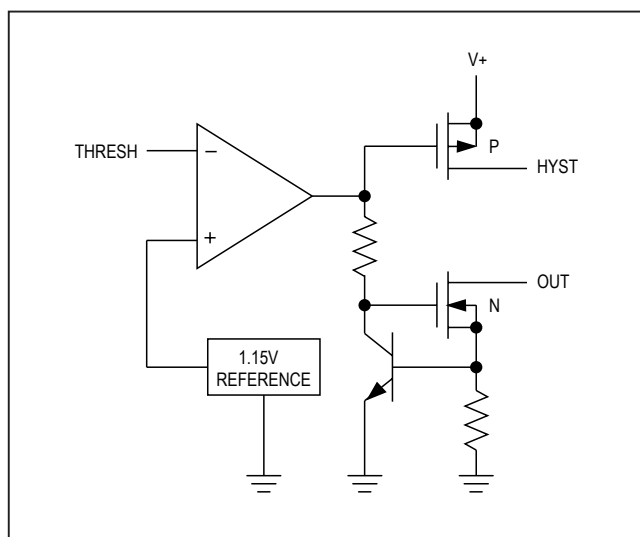 V+
THRESH
−
P
HYST
+
OUT
N
1.15V
REFERENCE